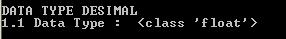 DATA TYPE DESIMAL
1.1 Data Type :  <class 'float'>